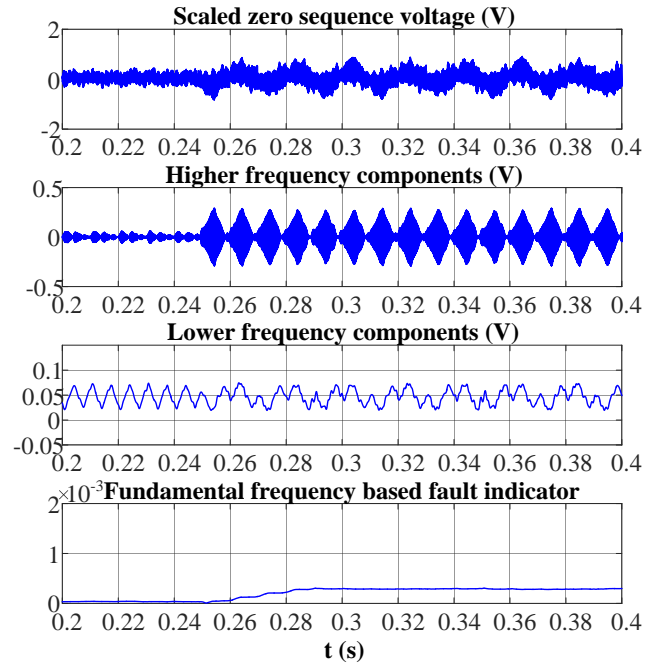 Scaled zero sequence voltage (V)
2
0
-2
0.2 0.22 0.24 0.26 0.28 0.3 0.32 0.34 0.36 0.38 0.4
Higher frequency components (V)
0.5
0
-0.5
0.2 0.22 0.24 0.26 0.28 0.3 0.32 0.34 0.36 0.38 0.4
Lower frequency components (V)
0.1
0.05
0
-0.05
0.2 0.22 0.24 0.26 0.28 0.3 0.32 0.34 0.36 0.38 0.4
×10⁻³ Fundamental frequency based fault indicator
2
1
0
0.2 0.22 0.24 0.26 0.28 0.3 0.32 0.34 0.36 0.38 0.4
t (s)